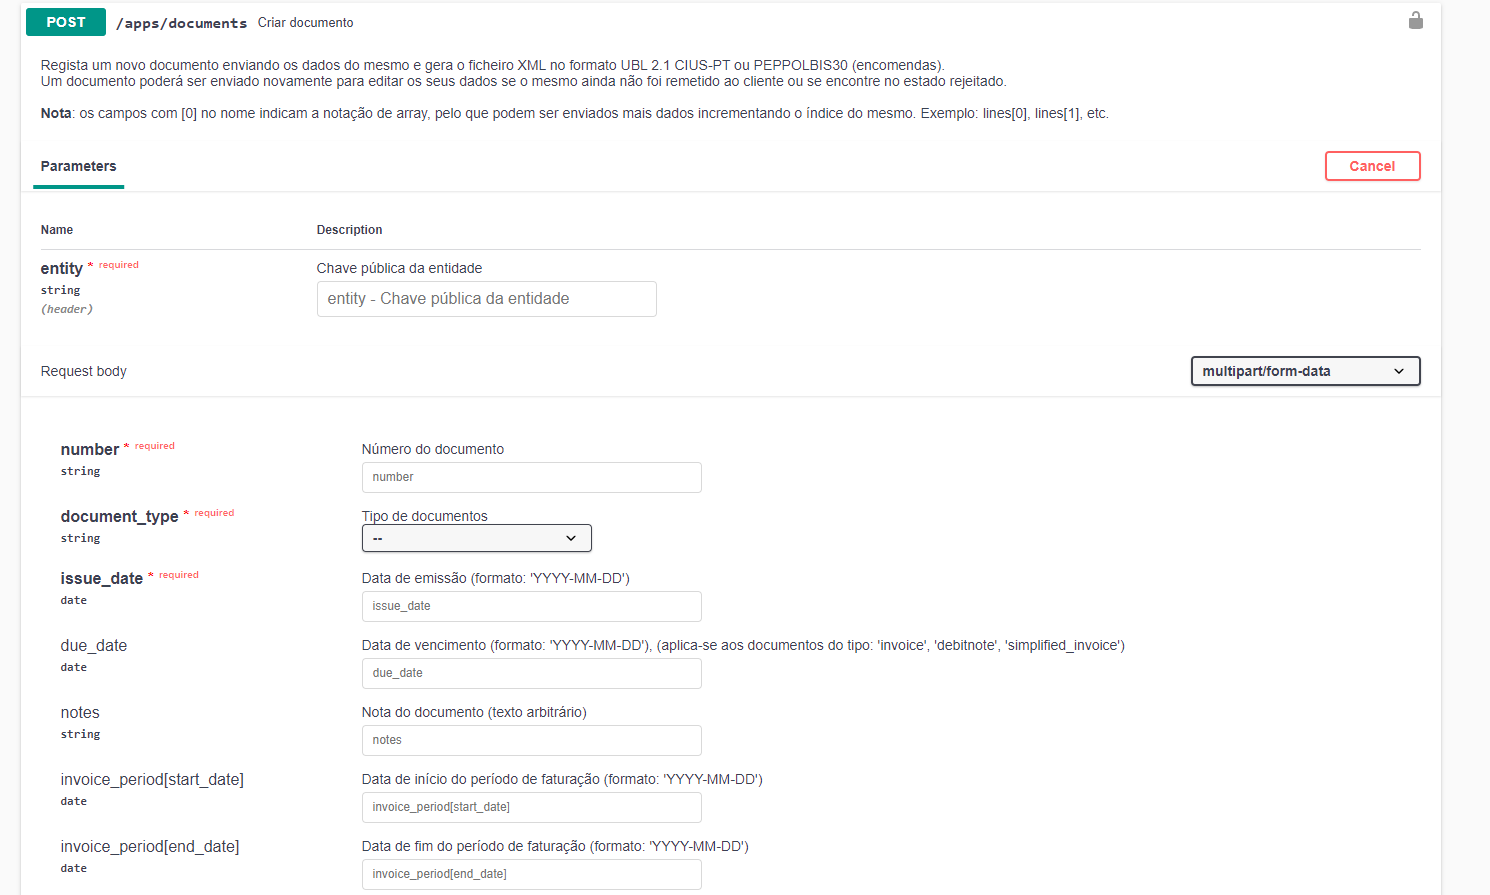 POST /apps/documents Criar documento
Regista um novo documento enviando os dados do mesmo e gera o ficheiro XML no formato UBL 2.1 CIUS-PT ou PEPPOLBIS30 (encomendas).
Um documento poderá ser enviado novamente para editar os seus dados se o mesmo ainda não foi remetido ao cliente ou se encontre no estado rejeitado.
Nota: os campos com [0] no nome indicam a notação de array, pelo que podem ser enviados mais dados incrementando o índice do mesmo. Exemplo: lines[0], lines[1], etc.
Parameters
Cancel
Name Description
entity * required Chave pública da entidade
string
entity - Chave pública da entidade
(header)
Request body
multipart/form-data
number * required Número do documento
string
number
document_type * required Tipo de documentos
string
--
issue_date * required Data de emissão (formato: 'YYYY-MM-DD')
date
issue_date
due_date Data de vencimento (formato: 'YYYY-MM-DD'), (aplica-se aos documentos do tipo: 'invoice', 'debitnote', 'simplified_invoice')
date
due_date
notes Nota do documento (texto arbitrário)
string
notes
invoice_period[start_date] Data de início do período de faturação (formato: 'YYYY-MM-DD')
date
invoice_period[start_date]
invoice_period[end_date] Data de fim do período de faturação (formato: 'YYYY-MM-DD')
date
invoice_period[end_date]